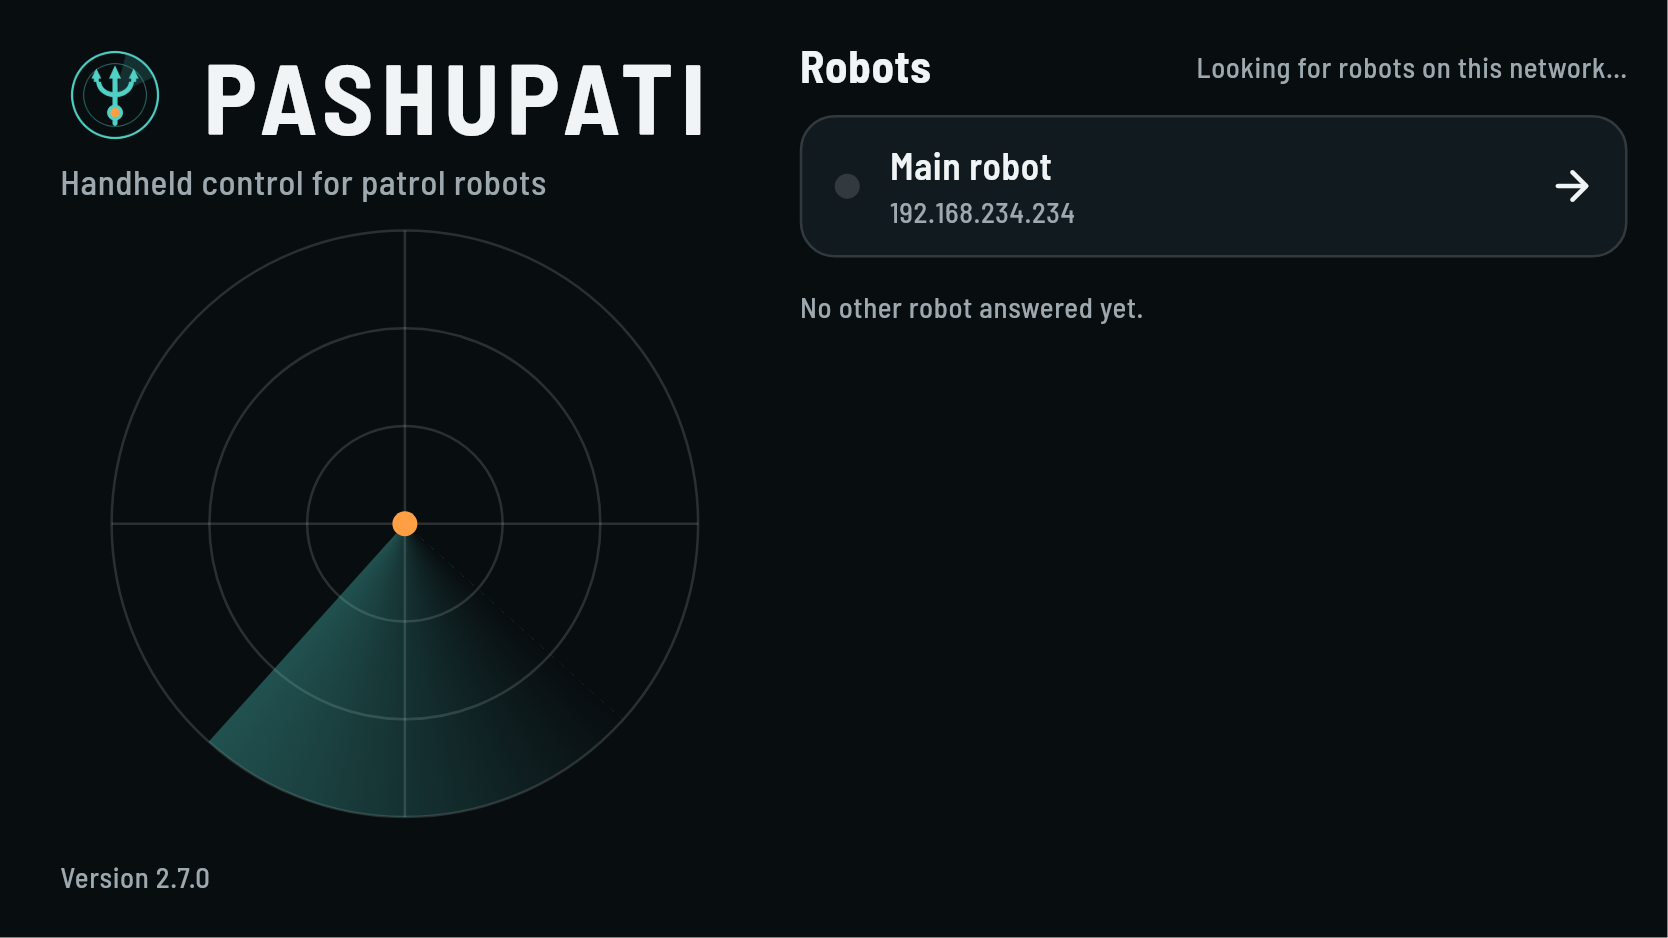 PASHUPATI
Handheld control for patrol robots
Version 2.7.0
Robots
Looking for robots on this network...
Main robot
192.168.234.234
No other robot answered yet.